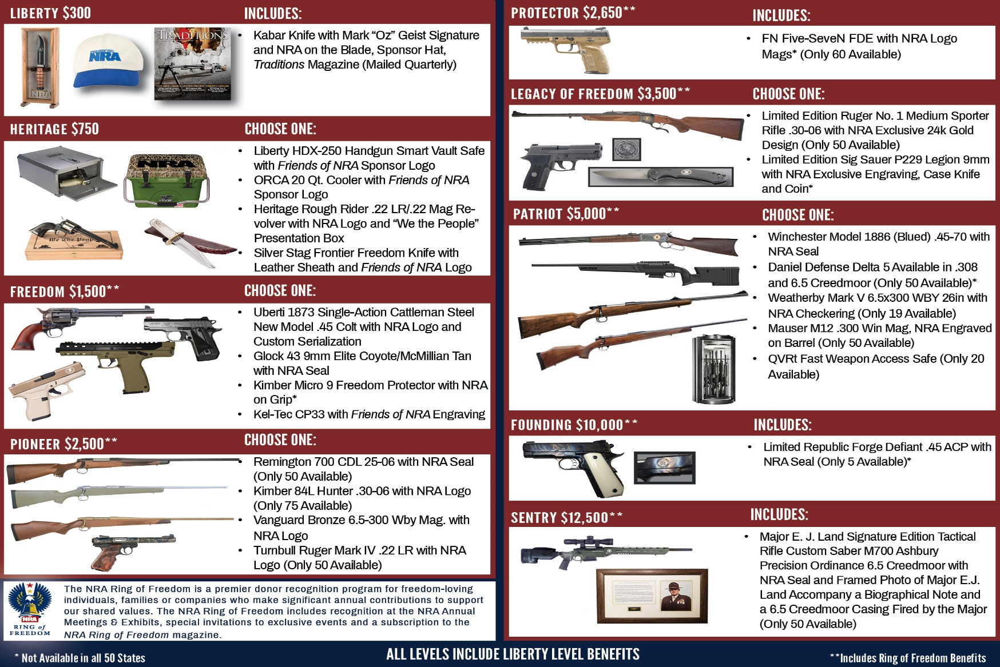 LIBERTY $300
INCLUDES:
FRIENDS OF
NRA
NRA
TRADITIONS
• Kabar Knife with Mark “Oz” Geist Signature
and NRA on the Blade, Sponsor Hat,
Traditions Magazine (Mailed Quarterly)
HERITAGE $750
CHOOSE ONE:
NRA
We The People
• Liberty HDX-250 Handgun Smart Vault Safe
with Friends of NRA Sponsor Logo
• ORCA 20 Qt. Cooler with Friends of NRA
Sponsor Logo
• Heritage Rough Rider .22 LR/.22 Mag Re-
volver with NRA Logo and “We the People”
Presentation Box
• Silver Stag Frontier Freedom Knife with
Leather Sheath and Friends of NRA Logo
FREEDOM $1,500**
CHOOSE ONE:
NRA
• Uberti 1873 Single-Action Cattleman Steel
New Model .45 Colt with NRA Logo and
Custom Serialization
• Glock 43 9mm Elite Coyote/McMillian Tan
with NRA Seal
• Kimber Micro 9 Freedom Protector with NRA
on Grip*
• Kel-Tec CP33 with Friends of NRA Engraving
PIONEER $2,500**
CHOOSE ONE:
• Remington 700 CDL 25-06 with NRA Seal
(Only 50 Available)
• Kimber 84L Hunter .30-06 with NRA Logo
(Only 75 Available)
• Vanguard Bronze 6.5-300 Wby Mag. with
NRA Logo
• Turnbull Ruger Mark IV .22 LR with NRA
Logo (Only 50 Available)
NRA
RING of
FREEDOM
The NRA Ring of Freedom is a premier donor recognition program for freedom-loving
individuals, families or companies who make significant annual contributions to support
our shared values. The NRA Ring of Freedom includes recognition at the NRA Annual
Meetings & Exhibits, special invitations to exclusive events and a subscription to the
NRA Ring of Freedom magazine.
PROTECTOR $2,650**
INCLUDES:
• FN Five-SeveN FDE with NRA Logo
Mags* (Only 60 Available)
LEGACY OF FREEDOM $3,500**
CHOOSE ONE:
• Limited Edition Ruger No. 1 Medium Sporter
Rifle .30-06 with NRA Exclusive 24k Gold
Design (Only 50 Available)
• Limited Edition Sig Sauer P229 Legion 9mm
with NRA Exclusive Engraving, Case Knife
and Coin*
PATRIOT $5,000**
CHOOSE ONE:
• Winchester Model 1886 (Blued) .45-70 with
NRA Seal
• Daniel Defense Delta 5 Available in .308
and 6.5 Creedmoor (Only 50 Available)*
• Weatherby Mark V 6.5x300 WBY 26in with
NRA Checkering (Only 19 Available)
• Mauser M12 .300 Win Mag, NRA Engraved
on Barrel (Only 50 Available)
• QVRt Fast Weapon Access Safe (Only 20
Available)
FOUNDING $10,000**
INCLUDES:
• Limited Republic Forge Defiant .45 ACP with
NRA Seal (Only 5 Available)*
SENTRY $12,500**
INCLUDES:
• Major E. J. Land Signature Edition Tactical
Rifle Custom Saber M700 Ashbury
Precision Ordinance 6.5 Creedmoor with
NRA Seal and Framed Photo of Major E.J.
Land Accompany a Biographical Note and
a 6.5 Creedmoor Casing Fired by the Major
(Only 50 Available)
* Not Available in all 50 States
ALL LEVELS INCLUDE LIBERTY LEVEL BENEFITS
**Includes Ring of Freedom Benefits